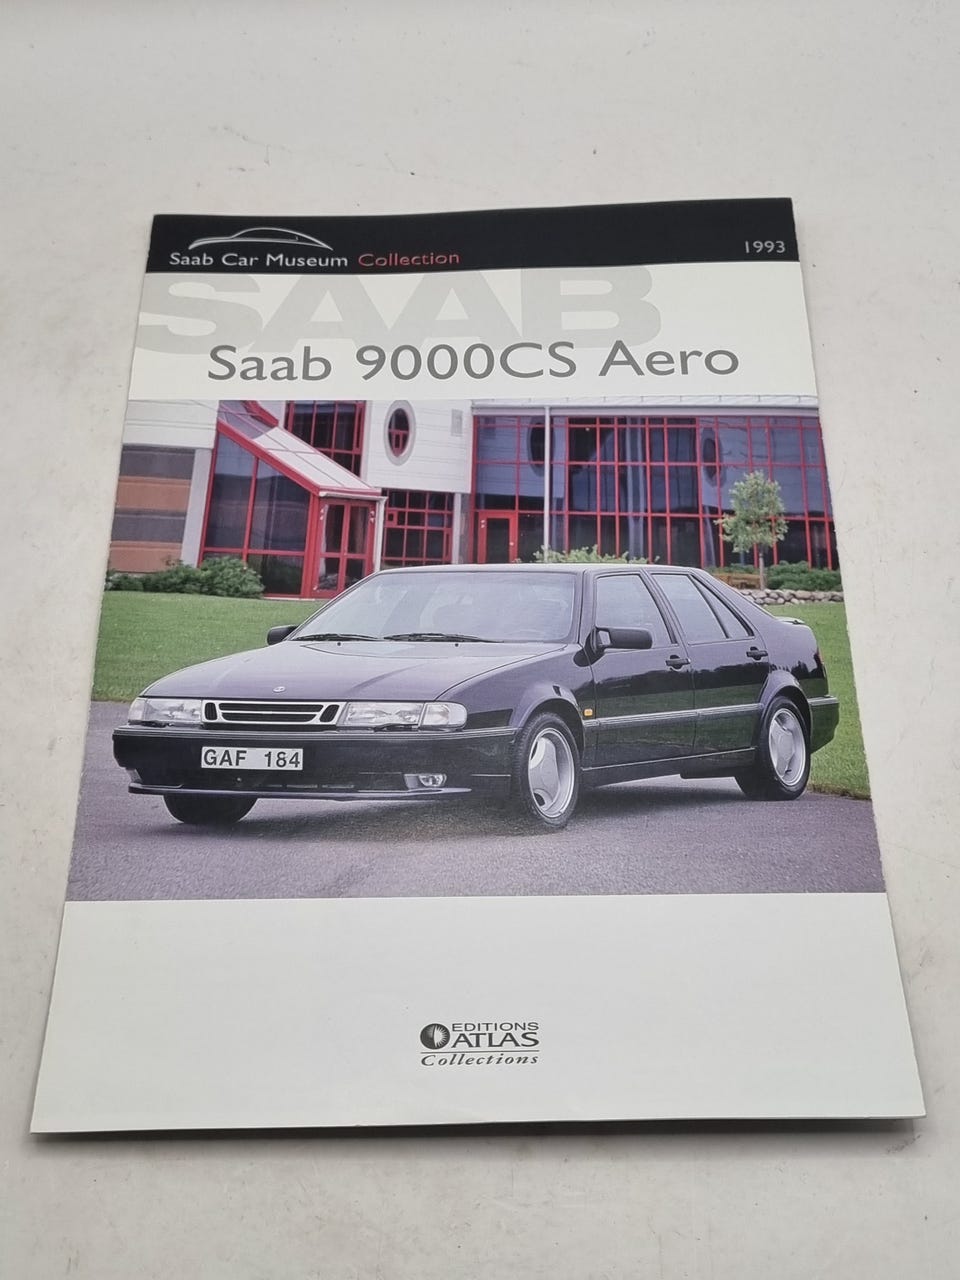 Saab Car Museum Collection
1993
SAAB
Saab 9000CS Aero
GAF 184
EDITIONS
ATLAS
Collections